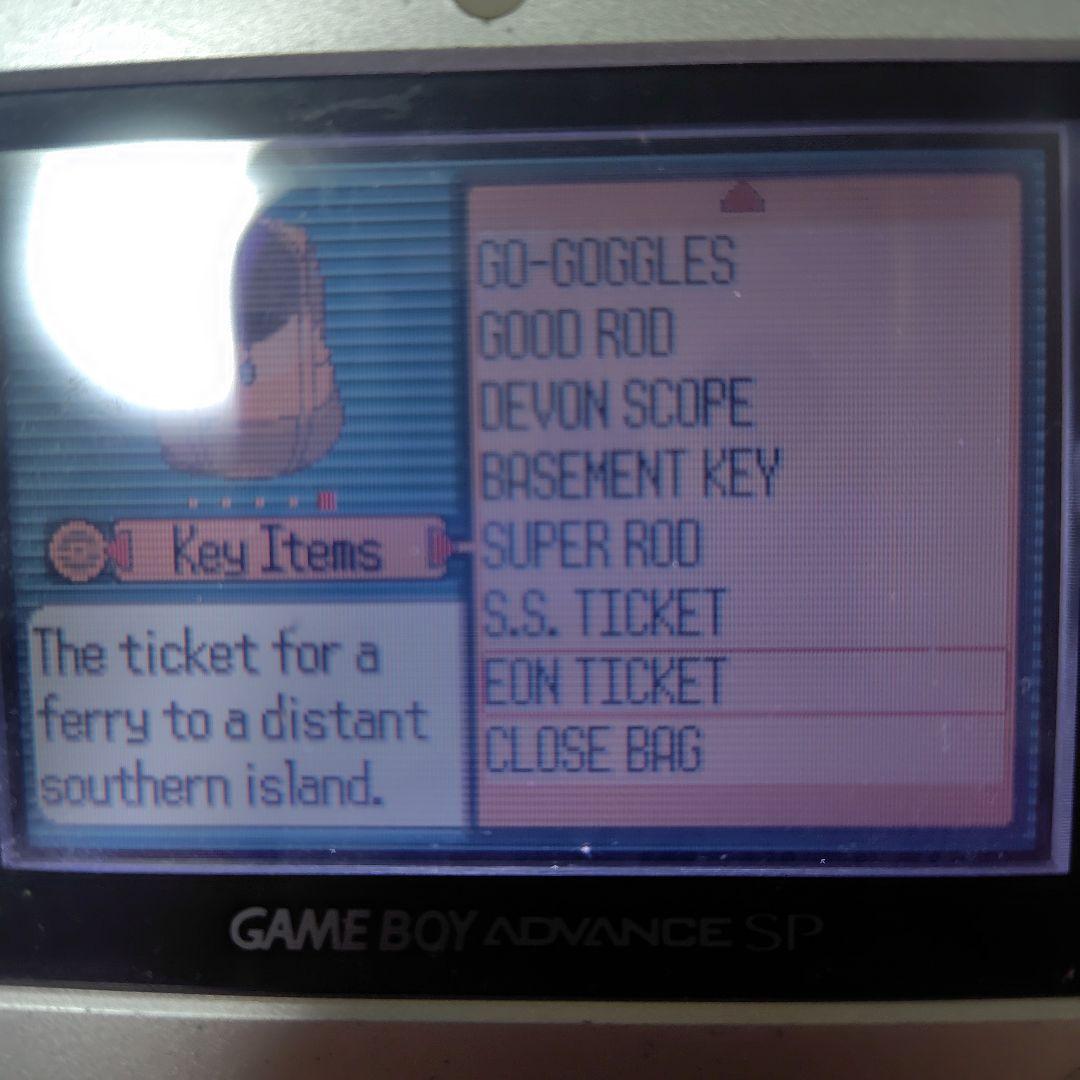 GO-GOGGLES
GOOD ROD
DEVON SCOPE
BASEMENT KEY
SUPER ROD
S.S. TICKET
EON TICKET
CLOSE BAG
Key Items
The ticket for a
ferry to a distant
southern island.
GAME BOY ADVANCE SP